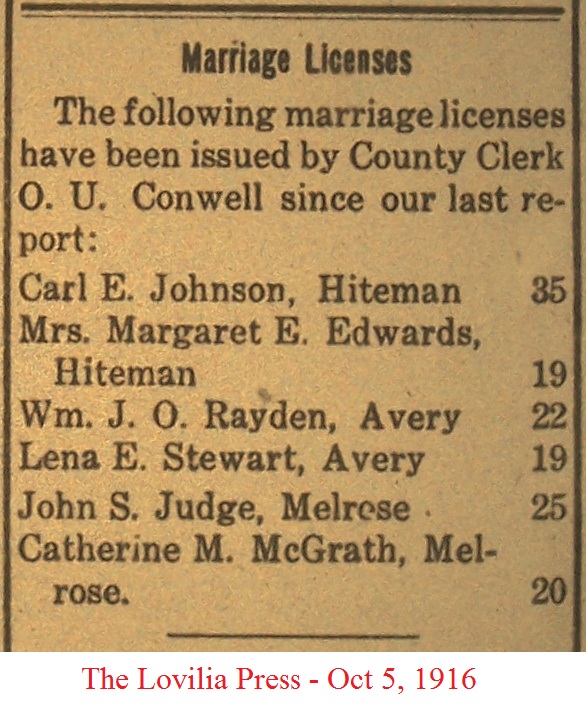 Marriage Licenses
The following marriage licenses
have been issued by County Clerk
O. U. Conwell since our last re-
port:
Carl E. Johnson, Hiteman 35
Mrs. Margaret E. Edwards,
Hiteman 19
Wm. J. O. Rayden, Avery 22
Lena E. Stewart, Avery 19
John S. Judge, Melrose 25
Catherine M. McGrath, Mel-
rose. 20
The Lovilia Press - Oct 5, 1916